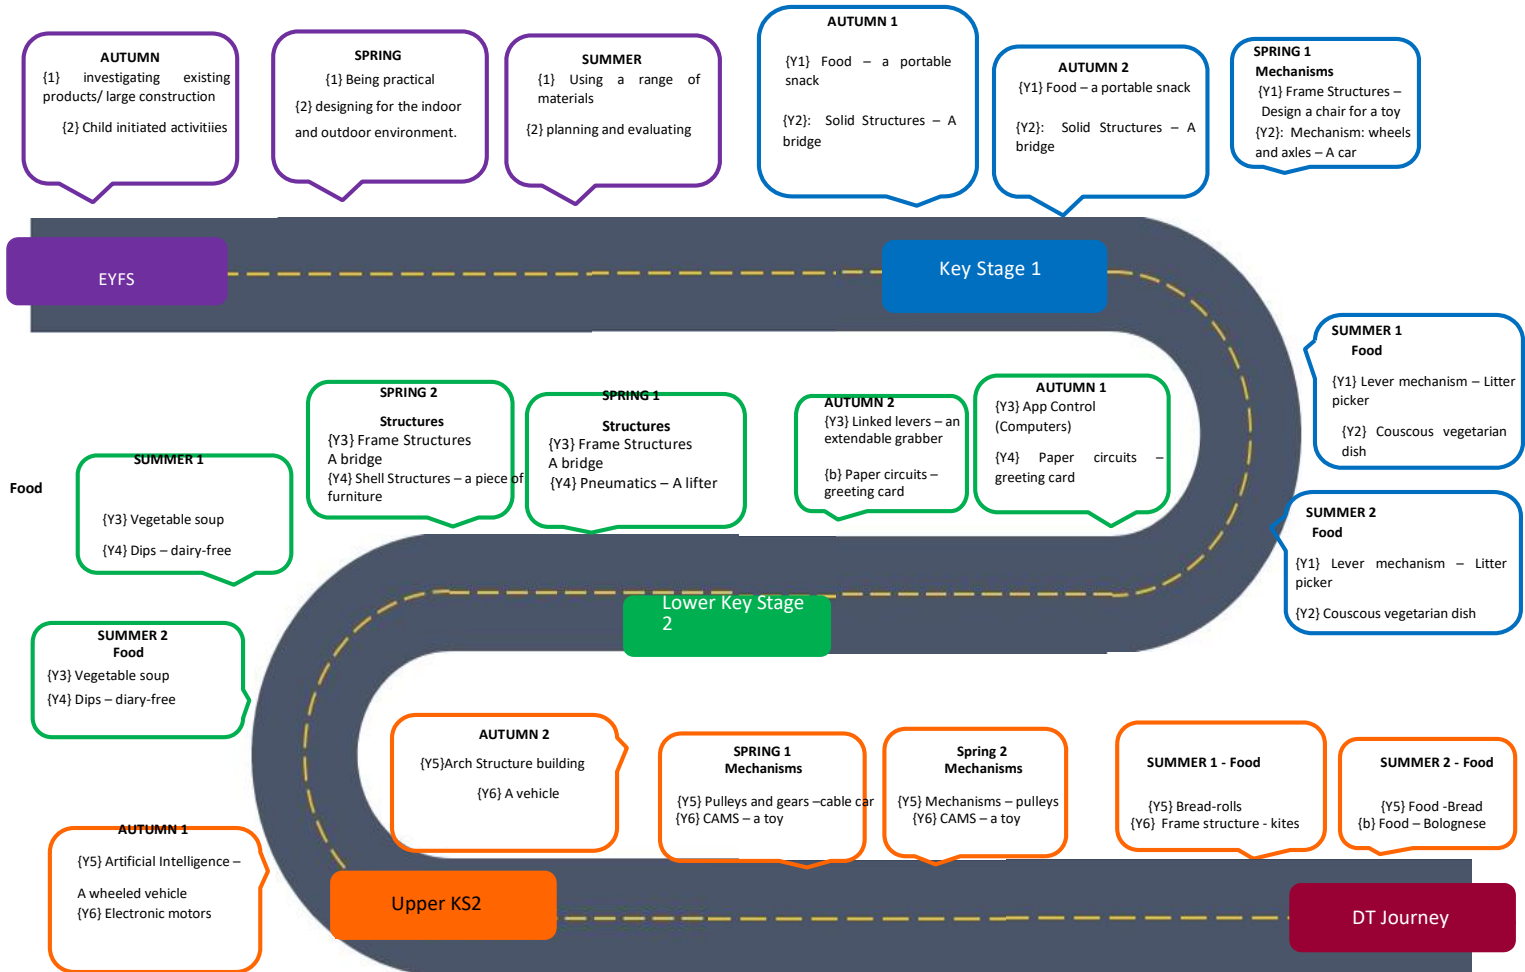 AUTUMN
{1} investigating existing
products/ large construction
{2} Child initiated activitiies
SPRING
{1} Being practical
{2} designing for the indoor
and outdoor environment.
SUMMER
{1} Using a range of
materials
{2} planning and evaluating
AUTUMN 1
{Y1} Food – a portable
snack
{Y2}: Solid Structures – A
bridge
AUTUMN 2
{Y1} Food – a portable snack
{Y2}: Solid Structures – A
bridge
SPRING 1
Mechanisms
{Y1} Frame Structures –
Design a chair for a toy
{Y2}: Mechanism: wheels
and axles – A car
EYFS
Key Stage 1
SUMMER 1
Food
{Y1} Lever mechanism – Litter
picker
{Y2} Couscous vegetarian
dish
SUMMER 2
Food
{Y1} Lever mechanism – Litter
picker
{Y2} Couscous vegetarian dish
AUTUMN 1
{Y3} App Control
(Computers)
{Y4} Paper circuits –
greeting card
AUTUMN 2
{Y3} Linked levers – an
extendable grabber
{b} Paper circuits –
greeting card
SPRING 1
Structures
{Y3} Frame Structures
A bridge
{Y4} Pneumatics – A lifter
SPRING 2
Structures
{Y3} Frame Structures
A bridge
{Y4} Shell Structures – a piece of
furniture
SUMMER 1
Food
{Y3} Vegetable soup
{Y4} Dips – dairy-free
Lower Key Stage
2
SUMMER 2
Food
{Y3} Vegetable soup
{Y4} Dips – diary-free
AUTUMN 1
{Y5} Artificial Intelligence –
A wheeled vehicle
{Y6} Electronic motors
AUTUMN 2
{Y5}Arch Structure building
{Y6} A vehicle
SPRING 1
Mechanisms
{Y5} Pulleys and gears –cable car
{Y6} CAMS – a toy
Spring 2
Mechanisms
{Y5} Mechanisms – pulleys
{Y6} CAMS – a toy
SUMMER 1 - Food
{Y5} Bread-rolls
{Y6} Frame structure - kites
SUMMER 2 - Food
{Y5} Food -Bread
{b} Food – Bolognese
Upper KS2
DT Journey